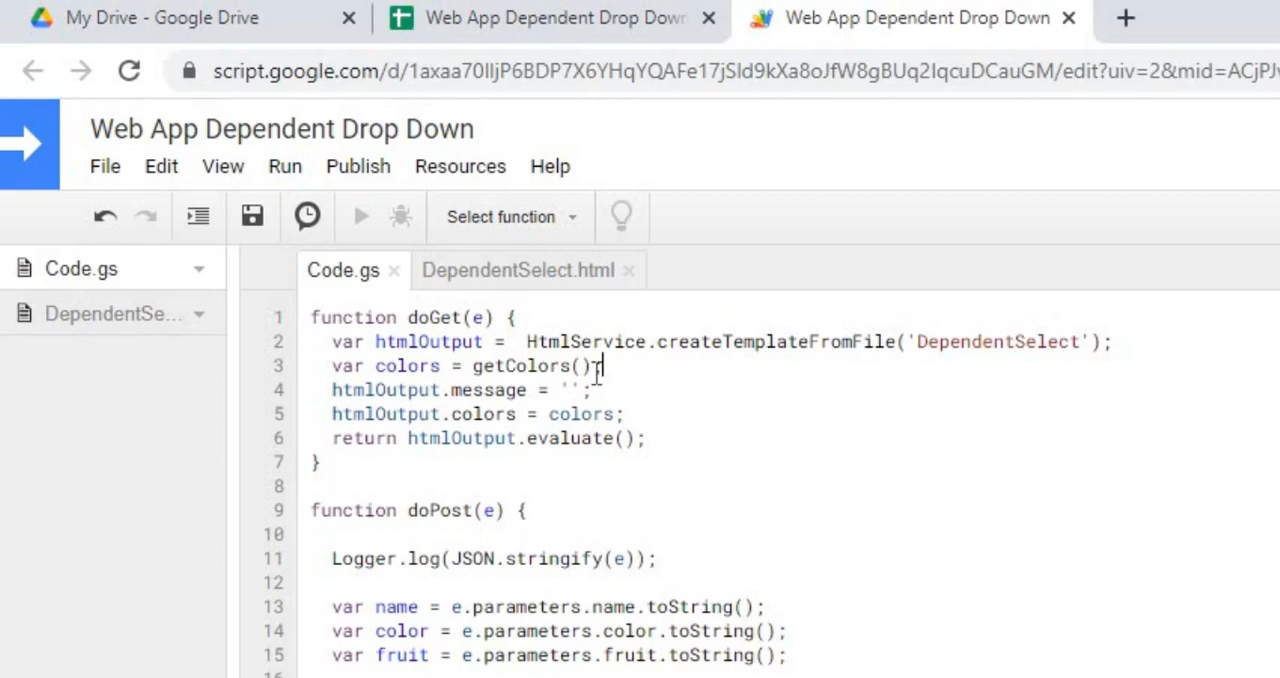 My Drive - Google Drive
Web App Dependent Drop Down
Web App Dependent Drop Down
script.google.com/d/1axaa70lIjP6BDP7X6YHqYQAFe17jSld9kXa8oJfW8gBUq2IqcuDCauGM/edit?uiv=2&mid=ACjPJv
Web App Dependent Drop Down
File Edit View Run Publish Resources Help
Select function
Code.gs
DependentSe...
Code.gs
DependentSelect.html
1 function doGet(e) {
2 var htmlOutput = HtmlService.createTemplateFromFile('DependentSelect');
3 var colors = getColors();
4 htmlOutput.message = '';
5 htmlOutput.colors = colors;
6 return htmlOutput.evaluate();
7 }
8
9 function doPost(e) {
10
11 Logger.log(JSON.stringify(e));
12
13 var name = e.parameters.name.toString();
14 var color = e.parameters.color.toString();
15 var fruit = e.parameters.fruit.toString();
16